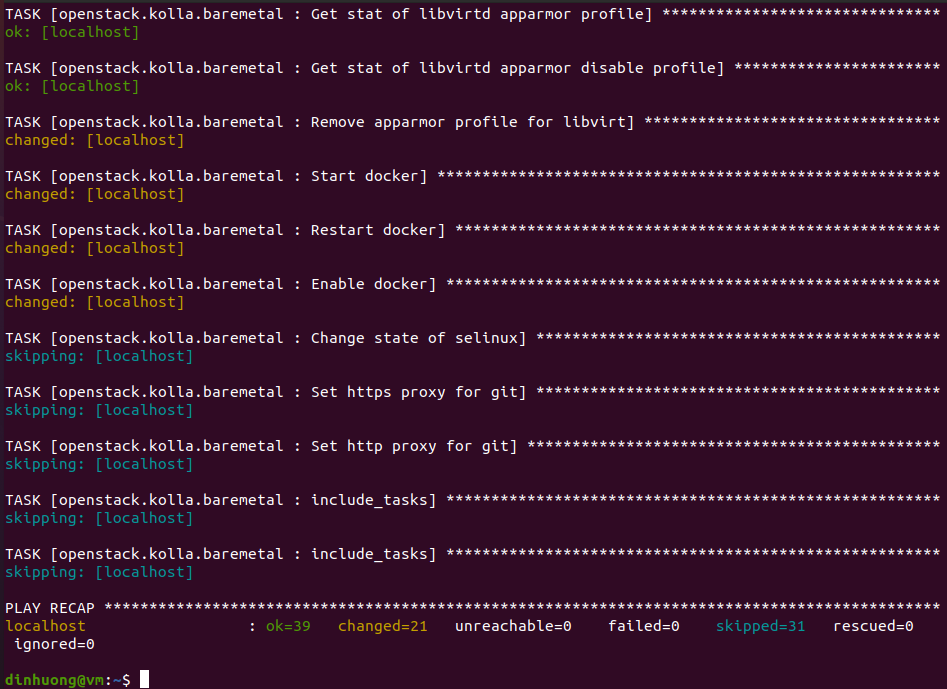 TASK [openstack.kolla.baremetal : Get stat of libvirtd apparmor profile] *******************************
ok: [localhost]
TASK [openstack.kolla.baremetal : Get stat of libvirtd apparmor disable profile] ***********************
ok: [localhost]
TASK [openstack.kolla.baremetal : Remove apparmor profile for libvirt] *********************************
changed: [localhost]
TASK [openstack.kolla.baremetal : Start docker] ********************************************************
changed: [localhost]
TASK [openstack.kolla.baremetal : Restart docker] ******************************************************
changed: [localhost]
TASK [openstack.kolla.baremetal : Enable docker] *******************************************************
changed: [localhost]
TASK [openstack.kolla.baremetal : Change state of selinux] *********************************************
skipping: [localhost]
TASK [openstack.kolla.baremetal : Set https proxy for git] *********************************************
skipping: [localhost]
TASK [openstack.kolla.baremetal : Set http proxy for git] **********************************************
skipping: [localhost]
TASK [openstack.kolla.baremetal : include_tasks] *******************************************************
skipping: [localhost]
TASK [openstack.kolla.baremetal : include_tasks] *******************************************************
skipping: [localhost]
PLAY RECAP *********************************************************************************************
localhost                  : ok=39   changed=21   unreachable=0    failed=0    skipped=31   rescued=0
 ignored=0
dinhuong@vm:~$